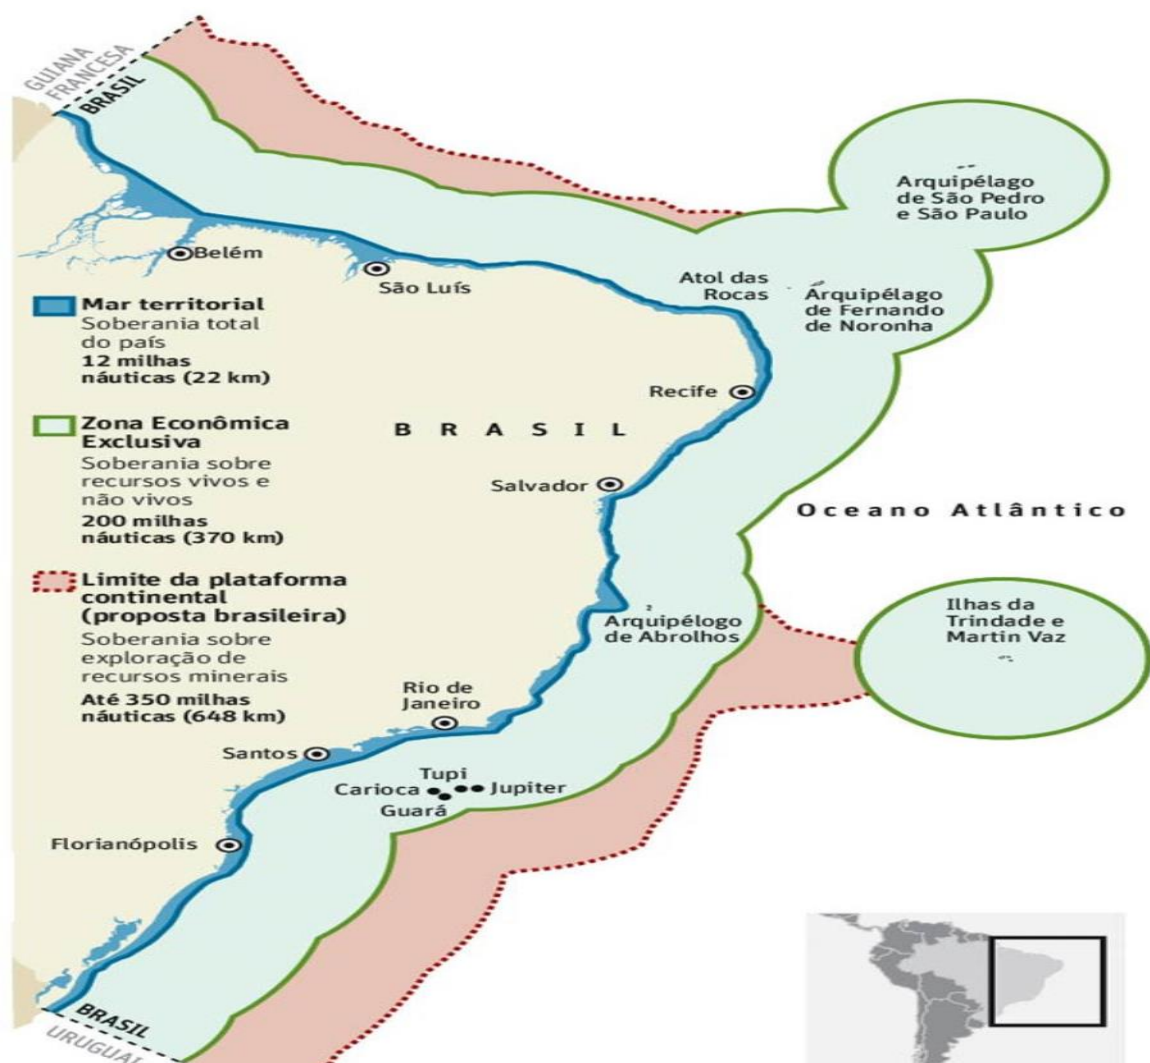 GUIANA
FRANCESA
BRASIL
Arquipélago
de São Pedro
e São Paulo
Belém
São Luís
Atol das
Rocas
Arquipélago
de Fernando
de Noronha
Mar territorial
Soberania total
do país
12 milhas
náuticas (22 km)
Recife
Zona Econômica
Exclusiva
Soberania sobre
recursos vivos e
não vivos
200 milhas
náuticas (370 km)
BRASIL
Salvador
Oceano Atlântico
Limite da plataforma
continental
(proposta brasileira)
Soberania sobre
exploração de
recursos minerais
Até 350 milhas
náuticas (648 km)
Arquipélogo
de Abrolhos
Ilhas da
Trindade e
Martin Vaz
Rio de
Janeiro
Santos
Tupi
Carioca
Jupiter
Guará
Florianópolis
BRASIL
URUGUAI